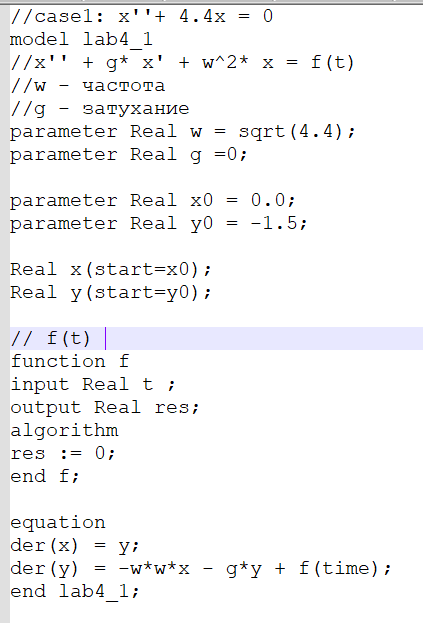 //case1: x''+ 4.4x = 0
model lab4_1
//x'' + g* x' + w^2* x = f(t)
//w - частота
//g - затухание
parameter Real w = sqrt(4.4);
parameter Real g =0;
parameter Real x0 = 0.0;
parameter Real y0 = -1.5;
Real x(start=x0);
Real y(start=y0);
// f(t)
function f
input Real t ;
output Real res;
algorithm
res := 0;
end f;
equation
der(x) = y;
der(y) = -w*w*x - g*y + f(time);
end lab4_1;